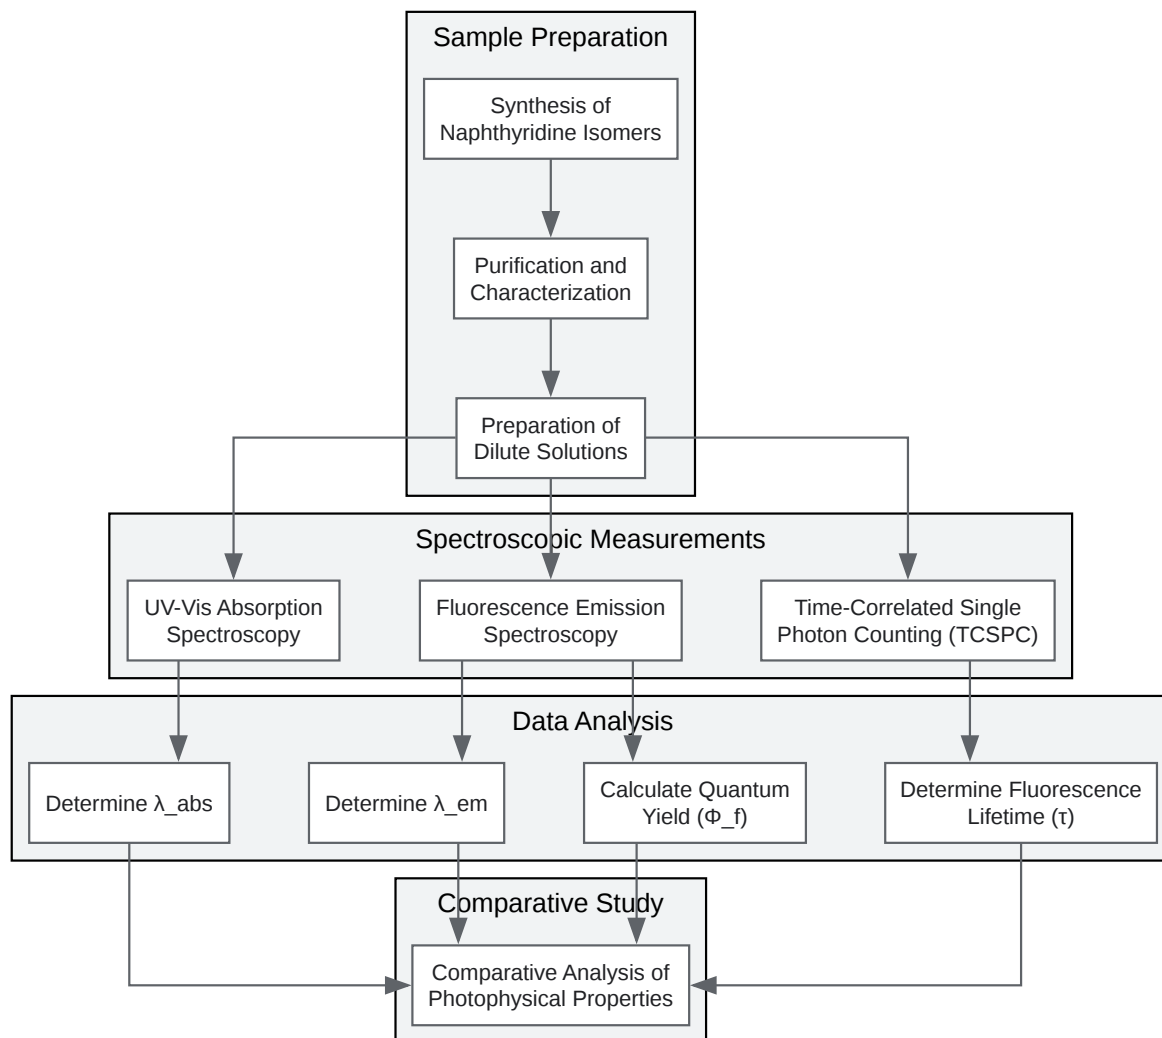 Sample Preparation
Synthesis of
Naphthyridine Isomers
Purification and
Characterization
Preparation of
Dilute Solutions
Spectroscopic Measurements
UV-Vis Absorption
Spectroscopy
Fluorescence Emission
Spectroscopy
Time-Correlated Single
Photon Counting (TCSPC)
Data Analysis
Determine λ_abs
Determine λ_em
Calculate Quantum
Yield (Φ_f)
Determine Fluorescence
Lifetime (τ)
Comparative Study
Comparative Analysis of
Photophysical Properties